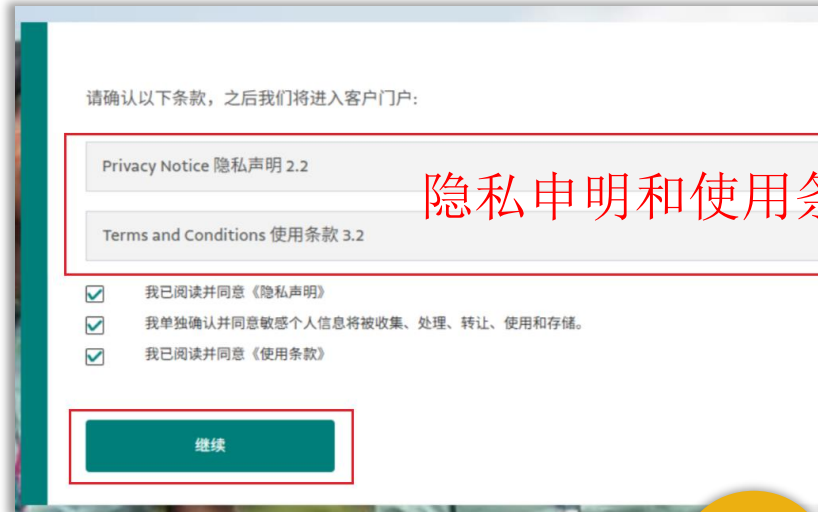 请确认以下条款，之后我们将进入客户门户:
Privacy Notice 隐私声明 2.2
隐私申明和使用条
Terms and Conditions 使用条款 3.2
我已阅读并同意《隐私声明》
我单独确认并同意敏感个人信息将被收集、处理、转让、使用和存储。
我已阅读并同意《使用条款》
继续